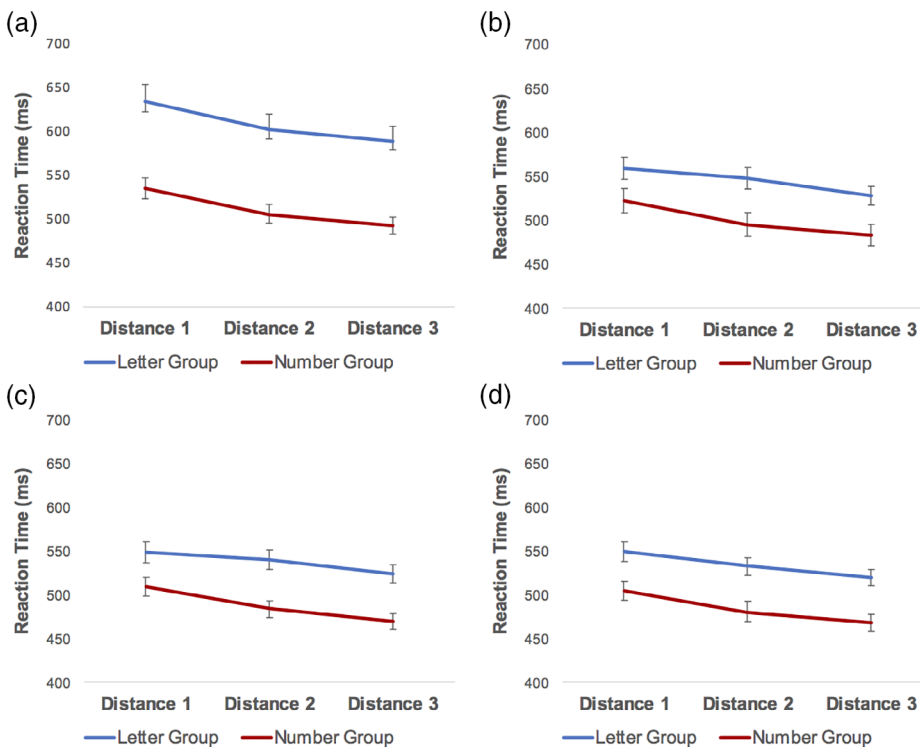 (a)
700
650
600
550
500
450
400
Reaction Time (ms)
Distance 1 Distance 2 Distance 3
Letter Group Number Group
(b)
700
650
600
550
500
450
400
Reaction Time (ms)
Distance 1 Distance 2 Distance 3
Letter Group Number Group
(c)
700
650
600
550
500
450
400
Reaction Time (ms)
Distance 1 Distance 2 Distance 3
Letter Group Number Group
(d)
700
650
600
550
500
450
400
Reaction Time (ms)
Distance 1 Distance 2 Distance 3
Letter Group Number Group